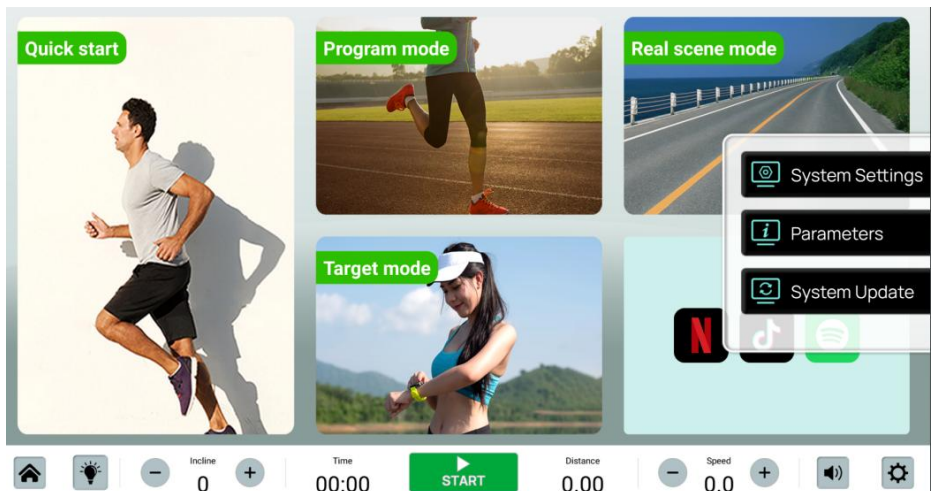 Quick start
Program mode
Real scene mode
System Settings
Parameters
System Update
Target mode
N
Incline
0
Time
00:00
START
Distance
0.00
Speed
0.0